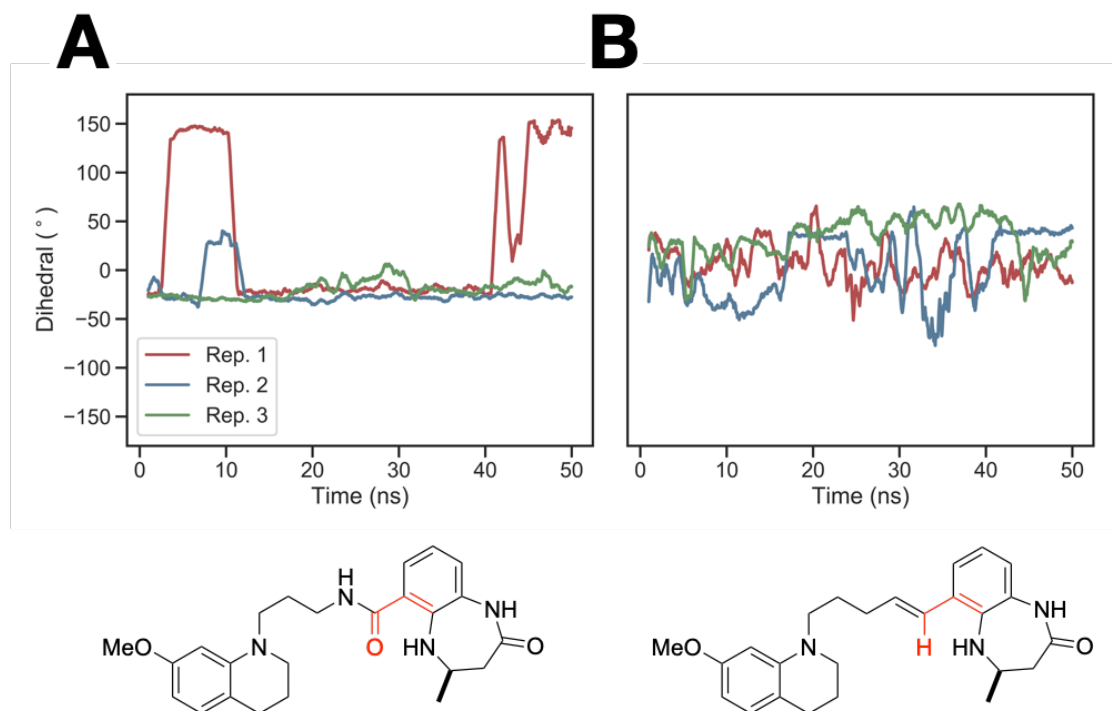 A B
150
100
50
0
−50
−100
−150
Dihedral (°)
Rep. 1
Rep. 2
Rep. 3
0 10 20 30 40 50
Time (ns)
0 10 20 30 40 50
Time (ns)
H
N
O
MeO
N
HN
NH
O
MeO
N
H
HN
NH
O